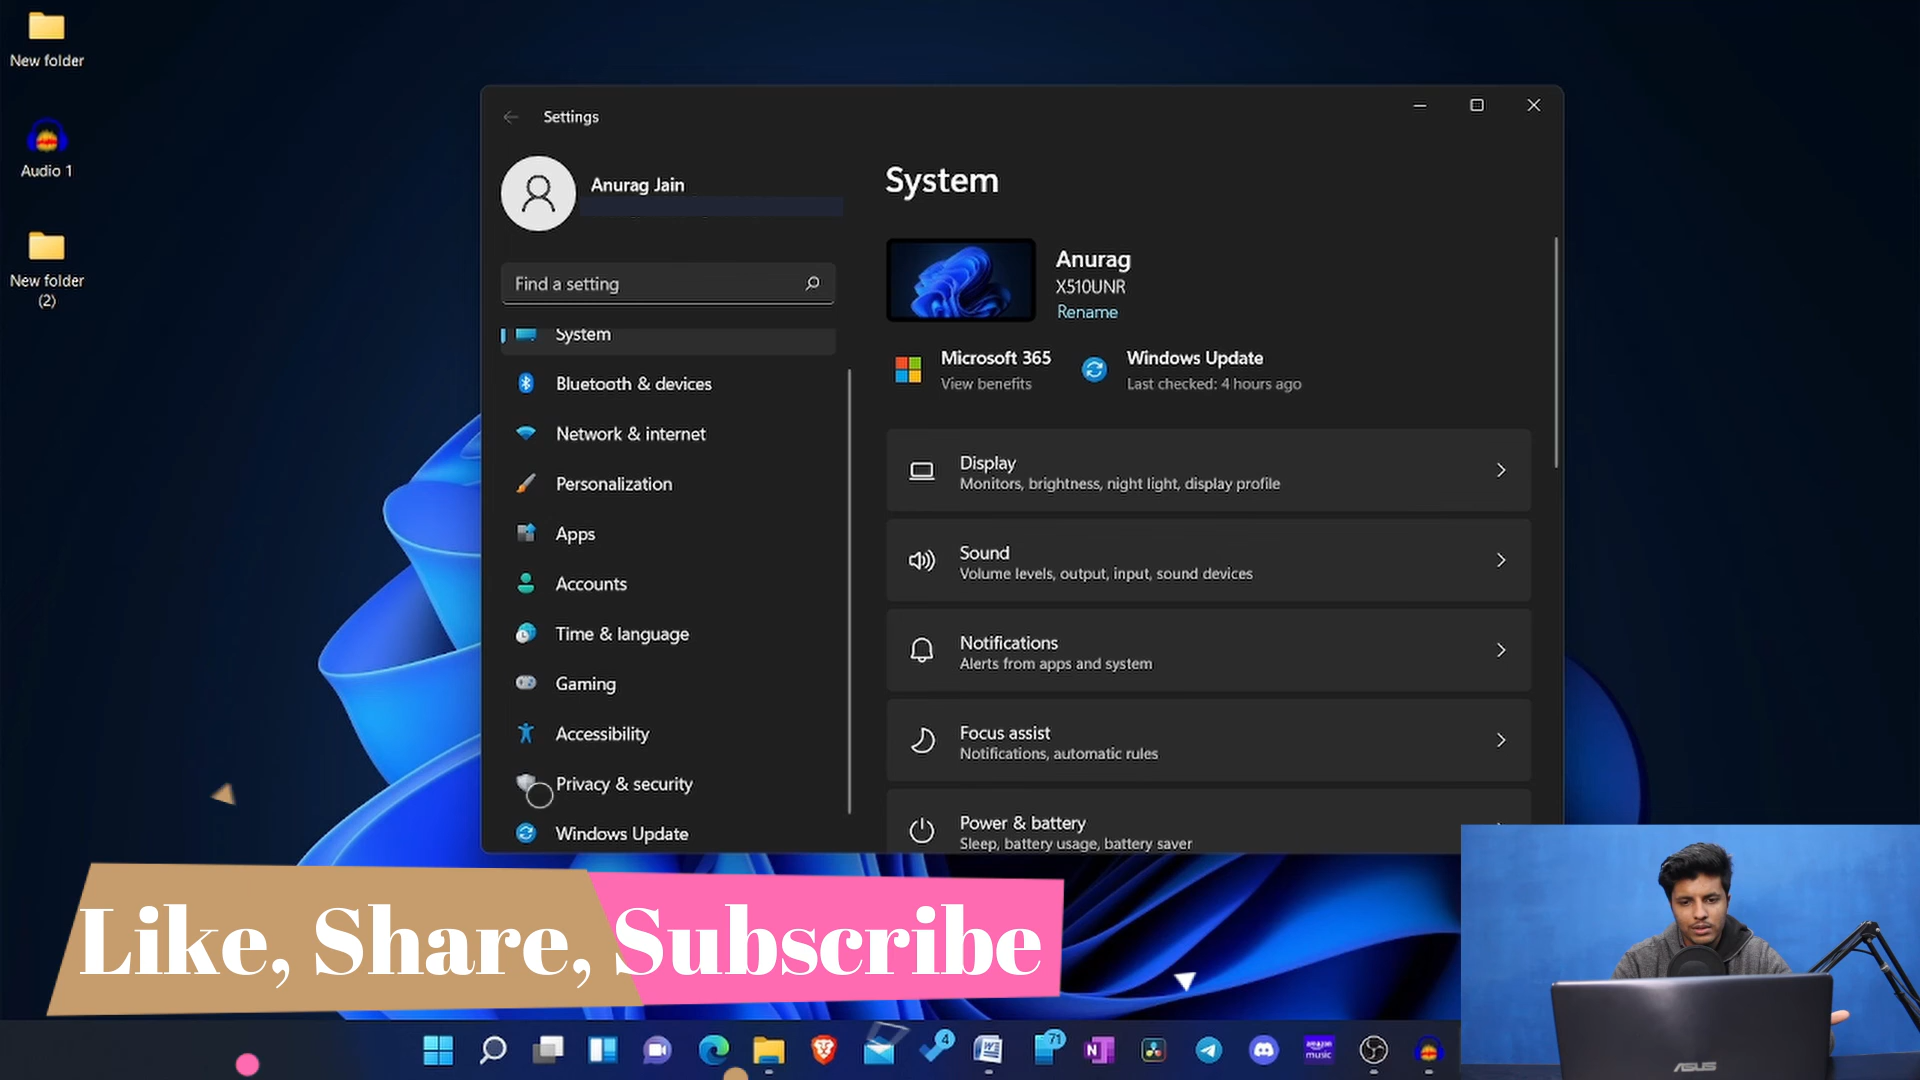 New folder
Audio 1
New folder
(2)
Settings
Anurag Jain
Find a setting
System
Bluetooth & devices
Network & internet
Personalization
Apps
Accounts
Time & language
Gaming
Accessibility
Privacy & security
Windows Update
System
Anurag
X510UNR
Rename
Microsoft 365
View benefits
Windows Update
Last checked: 4 hours ago
Display
Monitors, brightness, night light, display profile
Sound
Volume levels, output, input, sound devices
Notifications
Alerts from apps and system
Focus assist
Notifications, automatic rules
Power & battery
Sleep, battery usage, battery saver
Like, Share, Subscribe
4
W
71
N
amazon
music
ASUS